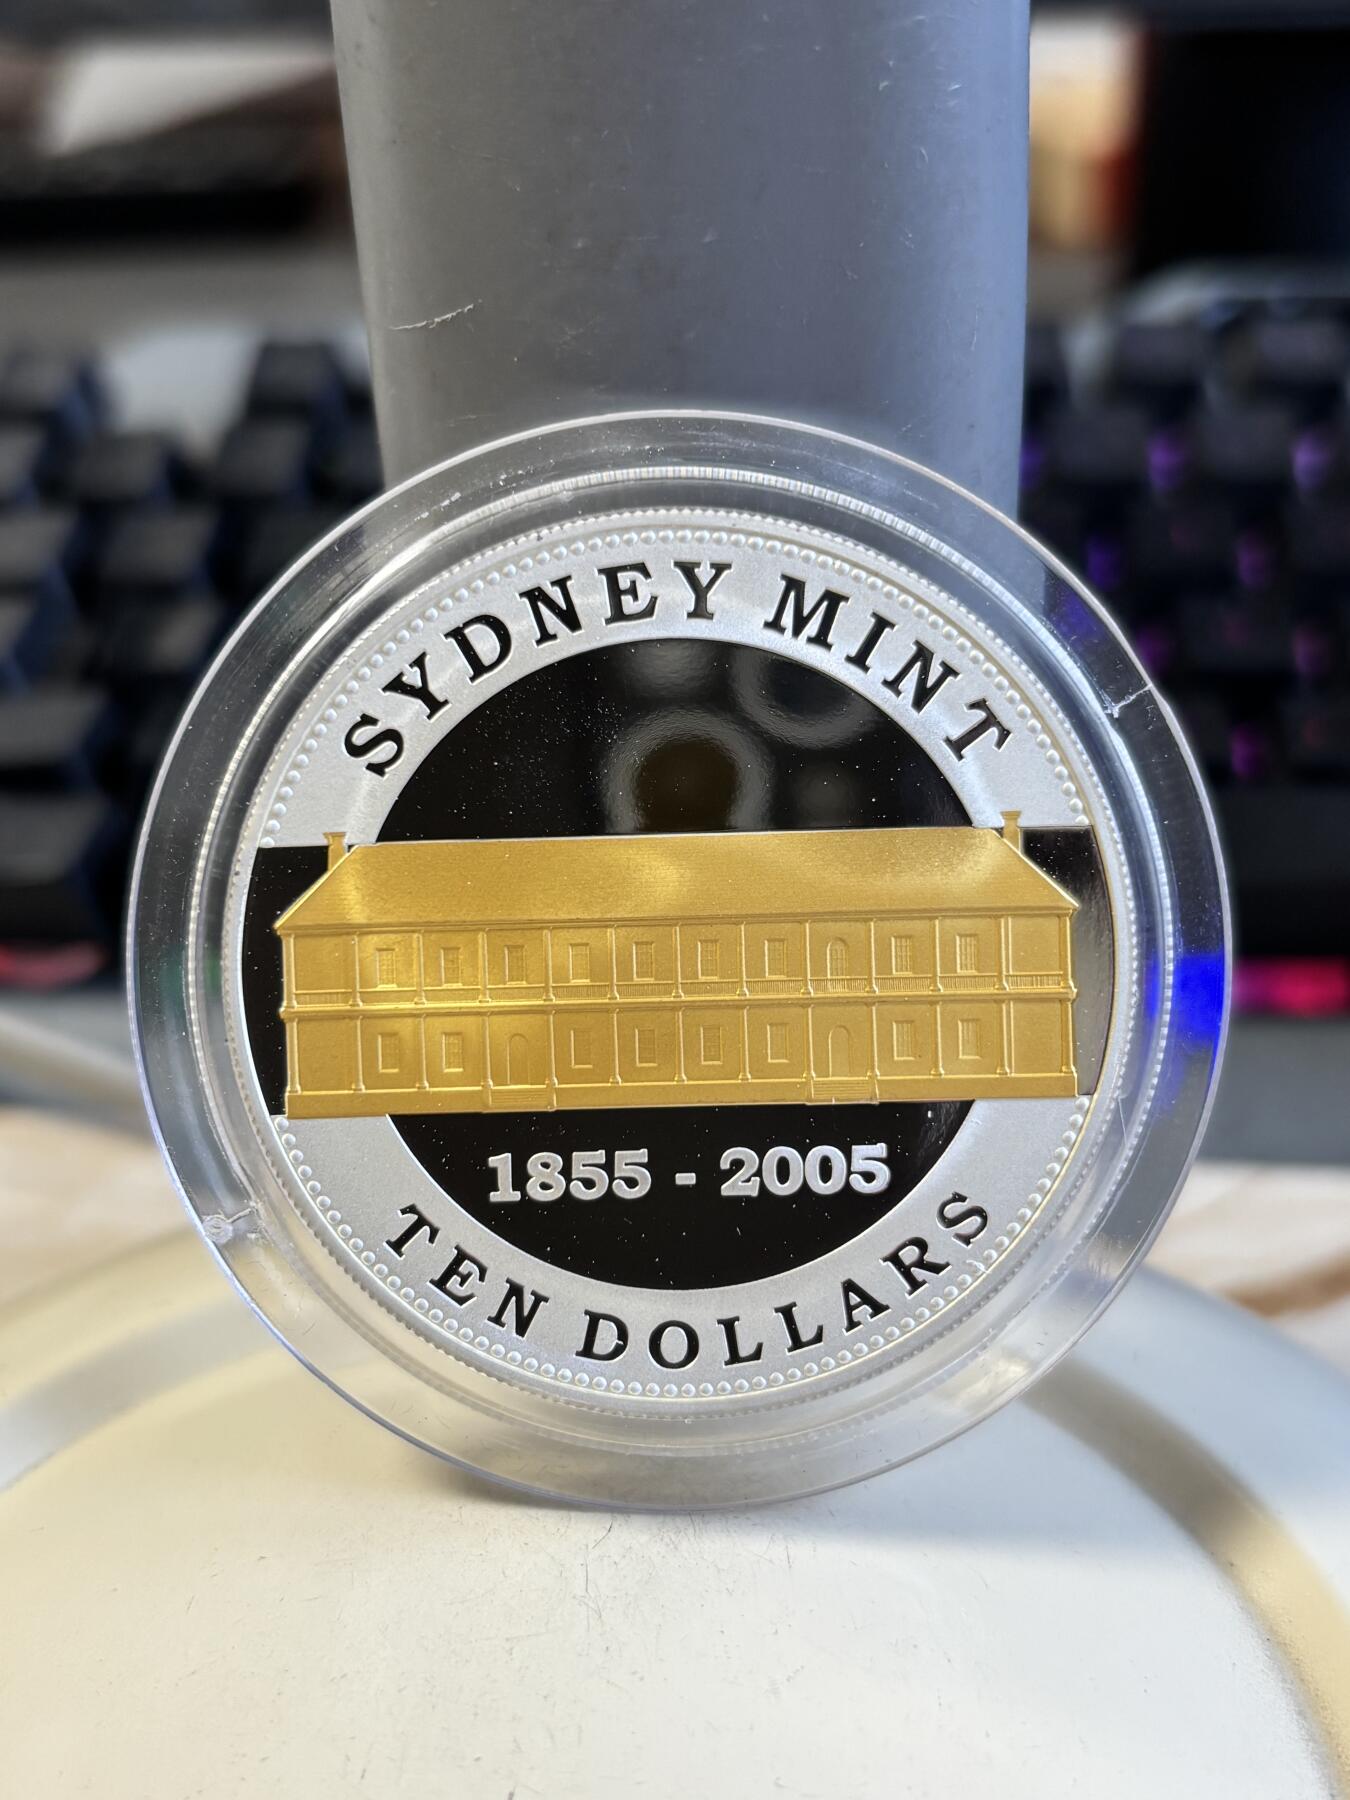 SYDNEY MINT
1855 - 2005
TEN DOLLARS